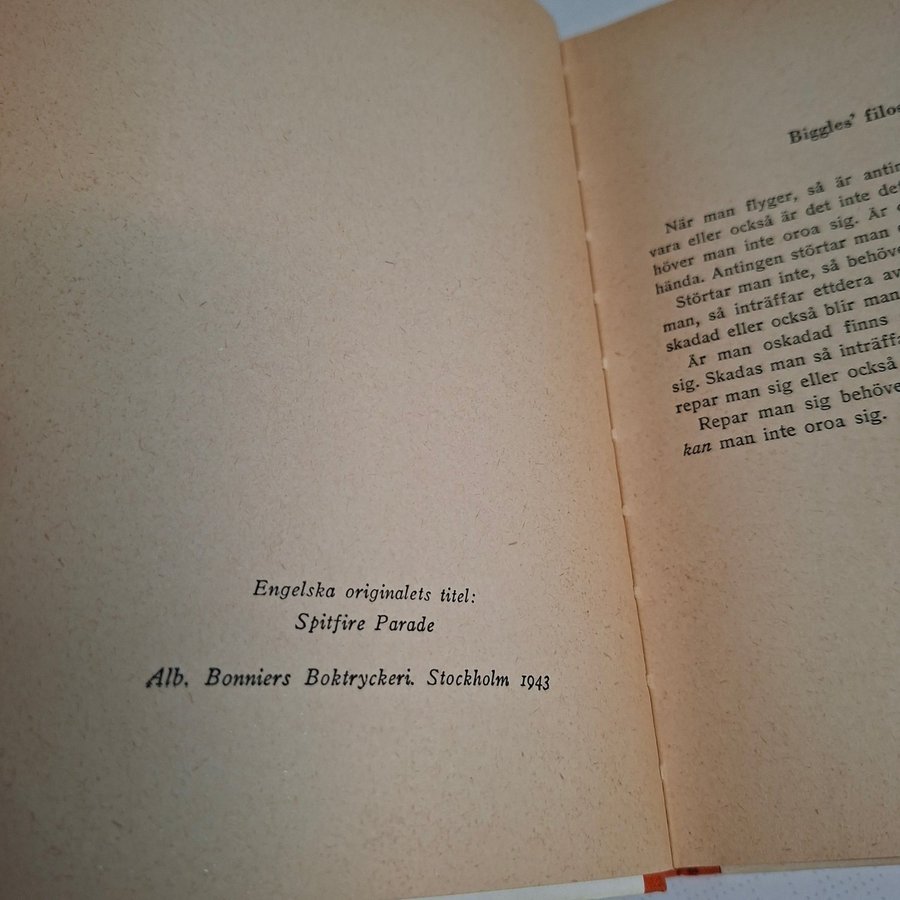 Engelska originalets titel:
Spitfire Parade
Alb. Bonniers Boktryckeri. Stockholm 1943
Biggles'
När man flyger, så är
vara eller också är det inte
höver man inte oroa sig. Är
hända. Antingen störtar man
Störtar man inte, så
man, så inträffar ettdera av
skadad eller också blir man
Är man oskadad finns
sig. Skadas man så
repar man sig eller också
Repar man sig
kan man inte oroa sig.